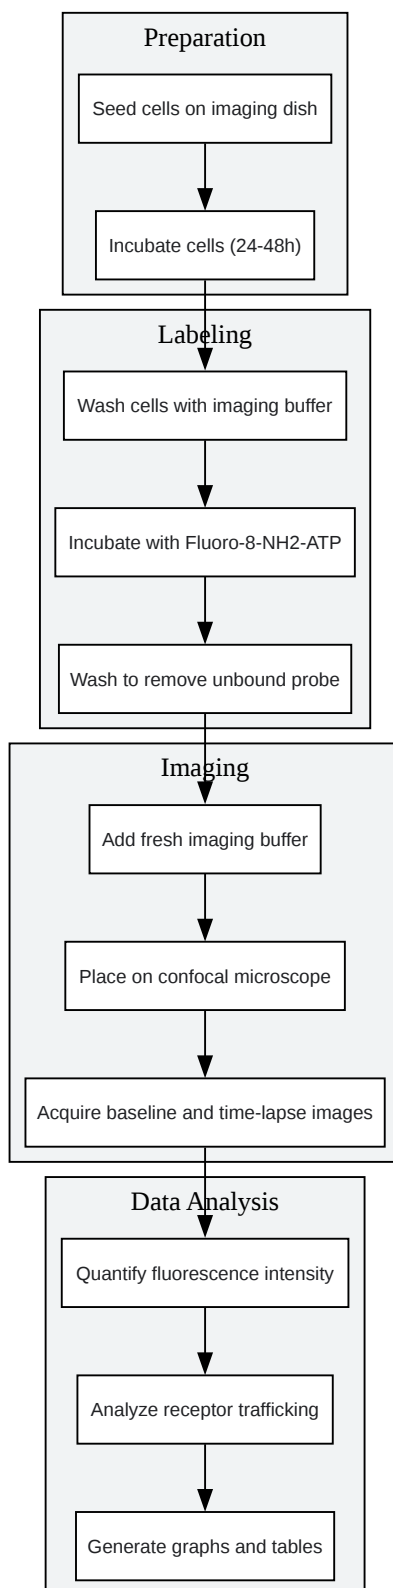 Preparation
Seed cells on imaging dish
Incubate cells (24-48h)
Labeling
Wash cells with imaging buffer
Incubate with Fluoro-8-NH2-ATP
Wash to remove unbound probe
Imaging
Add fresh imaging buffer
Place on confocal microscope
Acquire baseline and time-lapse images
Data Analysis
Quantify fluorescence intensity
Analyze receptor trafficking
Generate graphs and tables